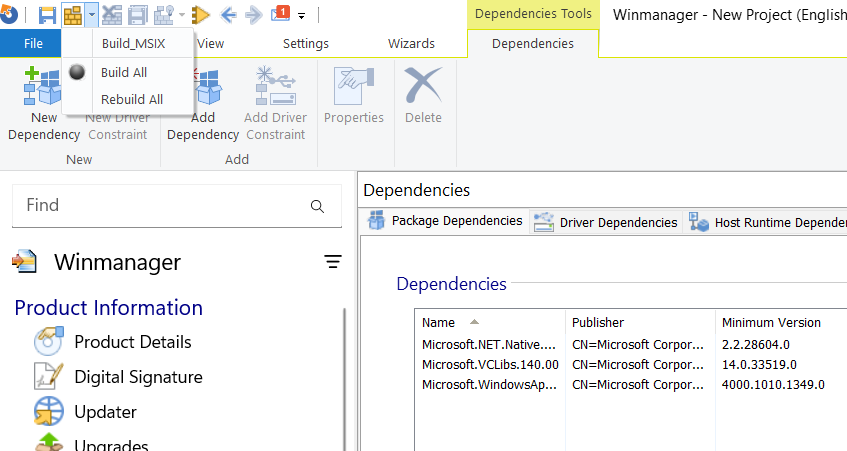 Dependencies Tools
Winmanager - New Project (English
1
File
Build_MSIX
View
Settings
Wizards
Dependencies
Build All
Rebuild All
New
Dependency
New Driver
Constraint
Add
Dependency
Add Driver
Constraint
Properties
Delete
New
Add
Find
Dependencies
Package Dependencies
Driver Dependencies
Host Runtime Depende
Winmanager
Dependencies
Product Information
Name
Publisher
Minimum Version
Product Details
Microsoft.NET.Native....
CN=Microsoft Corpor...
2.2.28604.0
Microsoft.VCLibs.140.00
CN=Microsoft Corpor...
14.0.33519.0
Digital Signature
Microsoft.WindowsAp...
CN=Microsoft Corpor...
4000.1010.1349.0
Updater
Upgrades